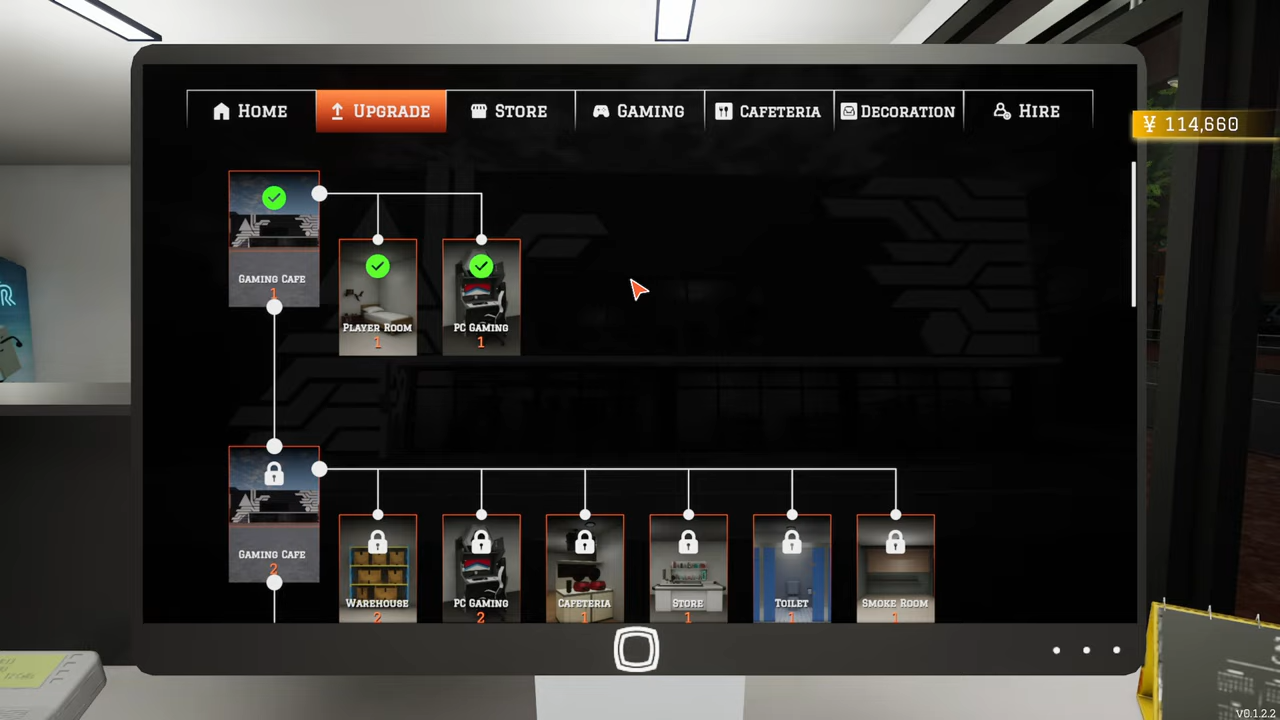 HOME
UPGRADE
STORE
GAMING
CAFETERIA
DECORATION
HIRE
¥ 114,660
GAMING CAFE
1
PLAYER ROOM
1
PC GAMING
1
GAMING CAFE
2
WAREHOUSE
2
PC GAMING
2
CAFETERIA
1
STORE
1
TOILET
1
SMOKE ROOM
1
V0.1.2.2